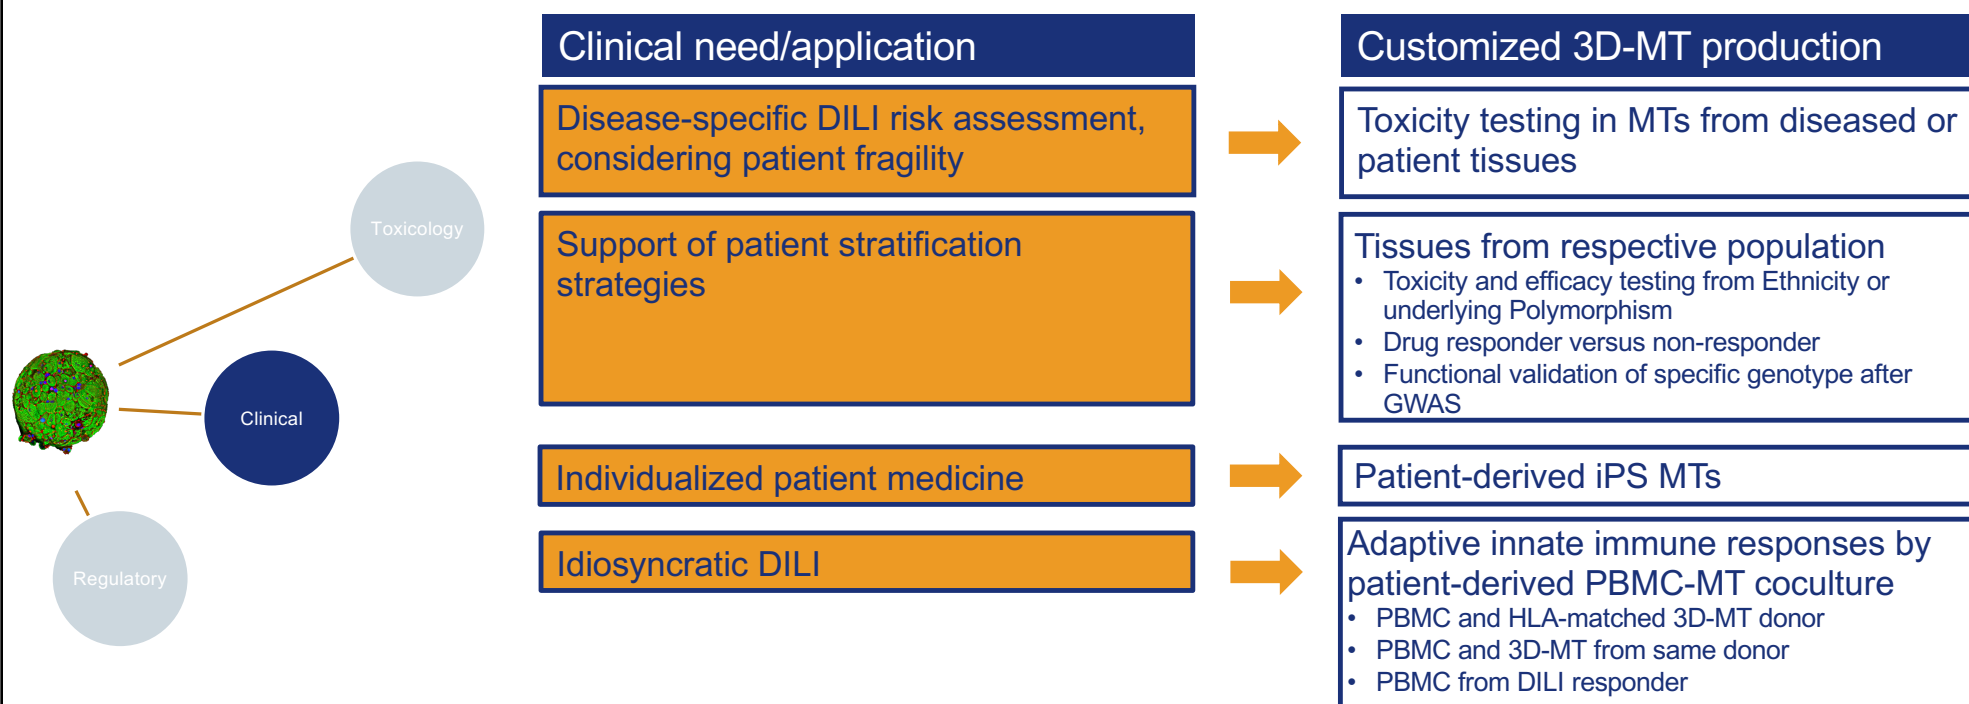 Toxicology
Clinical
Regulatory
Clinical need/application
Customized 3D-MT production
Disease-specific DILI risk assessment,
considering patient fragility
Toxicity testing in MTs from diseased or
patient tissues
Support of patient stratification
strategies
Tissues from respective population
• Toxicity and efficacy testing from Ethnicity or
underlying Polymorphism
• Drug responder versus non-responder
• Functional validation of specific genotype after
GWAS
Individualized patient medicine
Patient-derived iPS MTs
Idiosyncratic DILI
Adaptive innate immune responses by
patient-derived PBMC-MT coculture
• PBMC and HLA-matched 3D-MT donor
• PBMC and 3D-MT from same donor
• PBMC from DILI responder